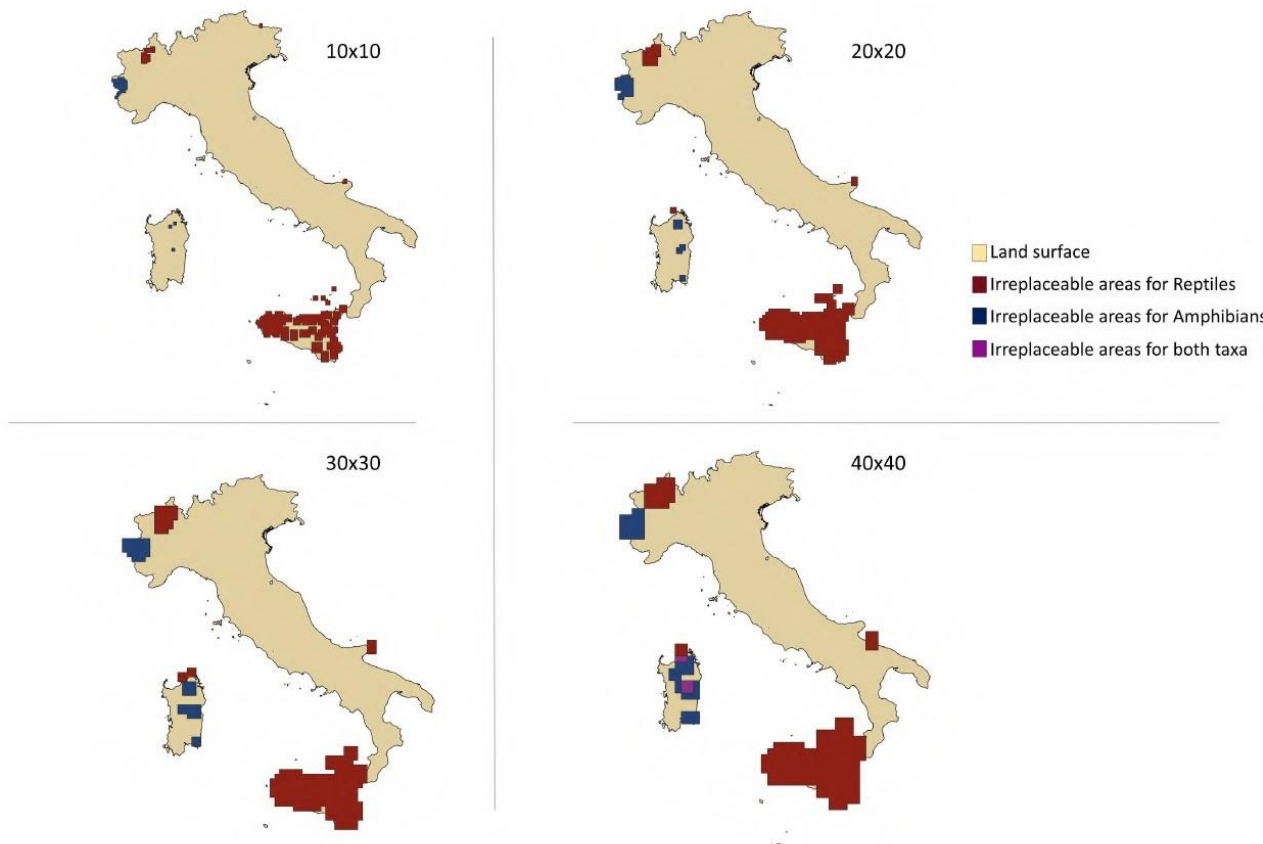 10x10
20x20
Land surface
Irreplaceable areas for Reptiles
Irreplaceable areas for Amphibians
Irreplaceable areas for both taxa
30x30
40x40